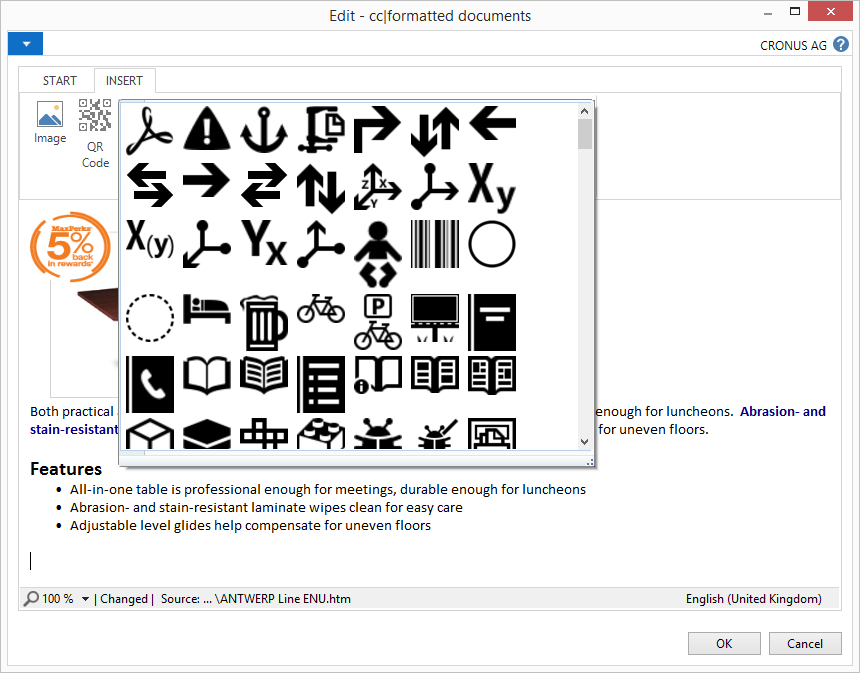 Edit - cc|formatted documents
CRONUS AG
START INSERT
Image
QR
Code
Z X
Y
Xy
X(y)
Yx
P
MaxPerks
5%
back
in rewards*
Both practical
enough for luncheons. Abrasion- and
stain-resistant
for uneven floors.
Features
• All-in-one table is professional enough for meetings, durable enough for luncheons
• Abrasion- and stain-resistant laminate wipes clean for easy care
• Adjustable level glides help compensate for uneven floors
100 % | Changed | Source: ... \ANTWERP Line ENU.htm
English (United Kingdom)
OK Cancel